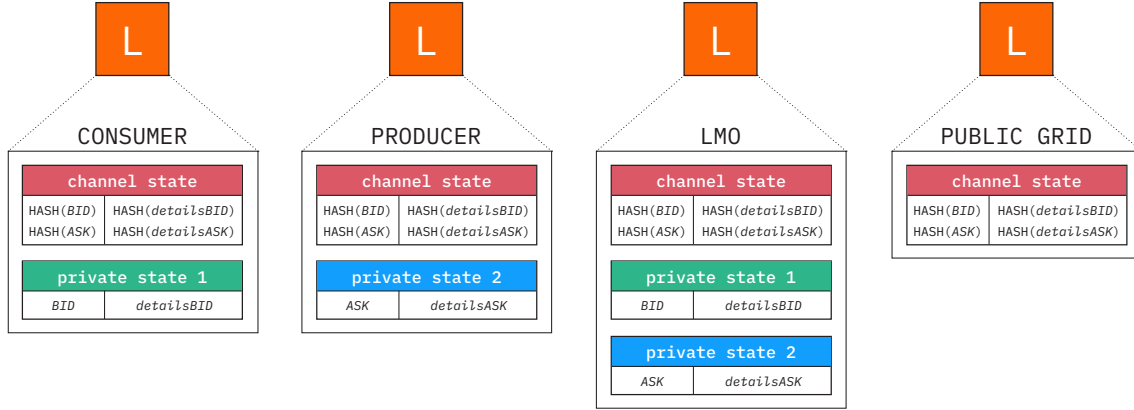 L
CONSUMER
channel state
HASH(BID) HASH(detailsBID)
HASH(ASK) HASH(detailsASK)
private state 1
BID detailsBID
L
PRODUCER
channel state
HASH(BID) HASH(detailsBID)
HASH(ASK) HASH(detailsASK)
private state 2
ASK detailsASK
L
LMO
channel state
HASH(BID) HASH(detailsBID)
HASH(ASK) HASH(detailsASK)
private state 1
BID detailsBID
private state 2
ASK detailsASK
L
PUBLIC GRID
channel state
HASH(BID) HASH(detailsBID)
HASH(ASK) HASH(detailsASK)